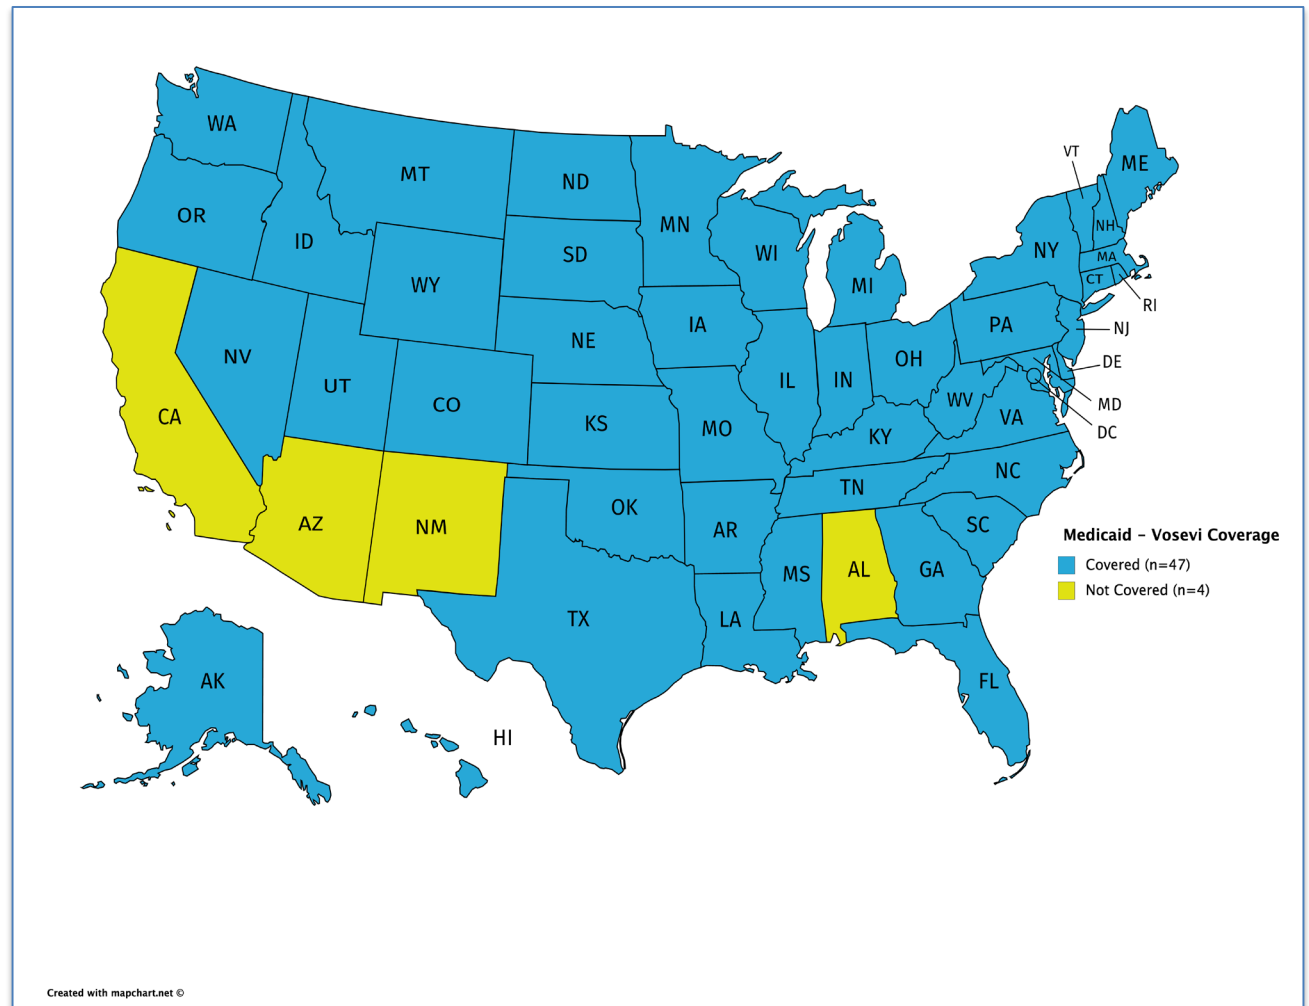 WA
MT
ND
MN
VT
ME
OR
ID
SD
WI
NY
NH
MA
WY
MI
CT
RI
NV
NE
IA
PA
NJ
UT
CO
IL
IN
OH
DE
CA
KS
MO
WV
VA
MD
KY
DC
AZ
NM
OK
TN
NC
AR
SC
MS
AL
GA
TX
LA
AK
HI
FL
Medicaid – Vosevi Coverage
Covered (n=47)
Not Covered (n=4)
Created with mapchart.net ©